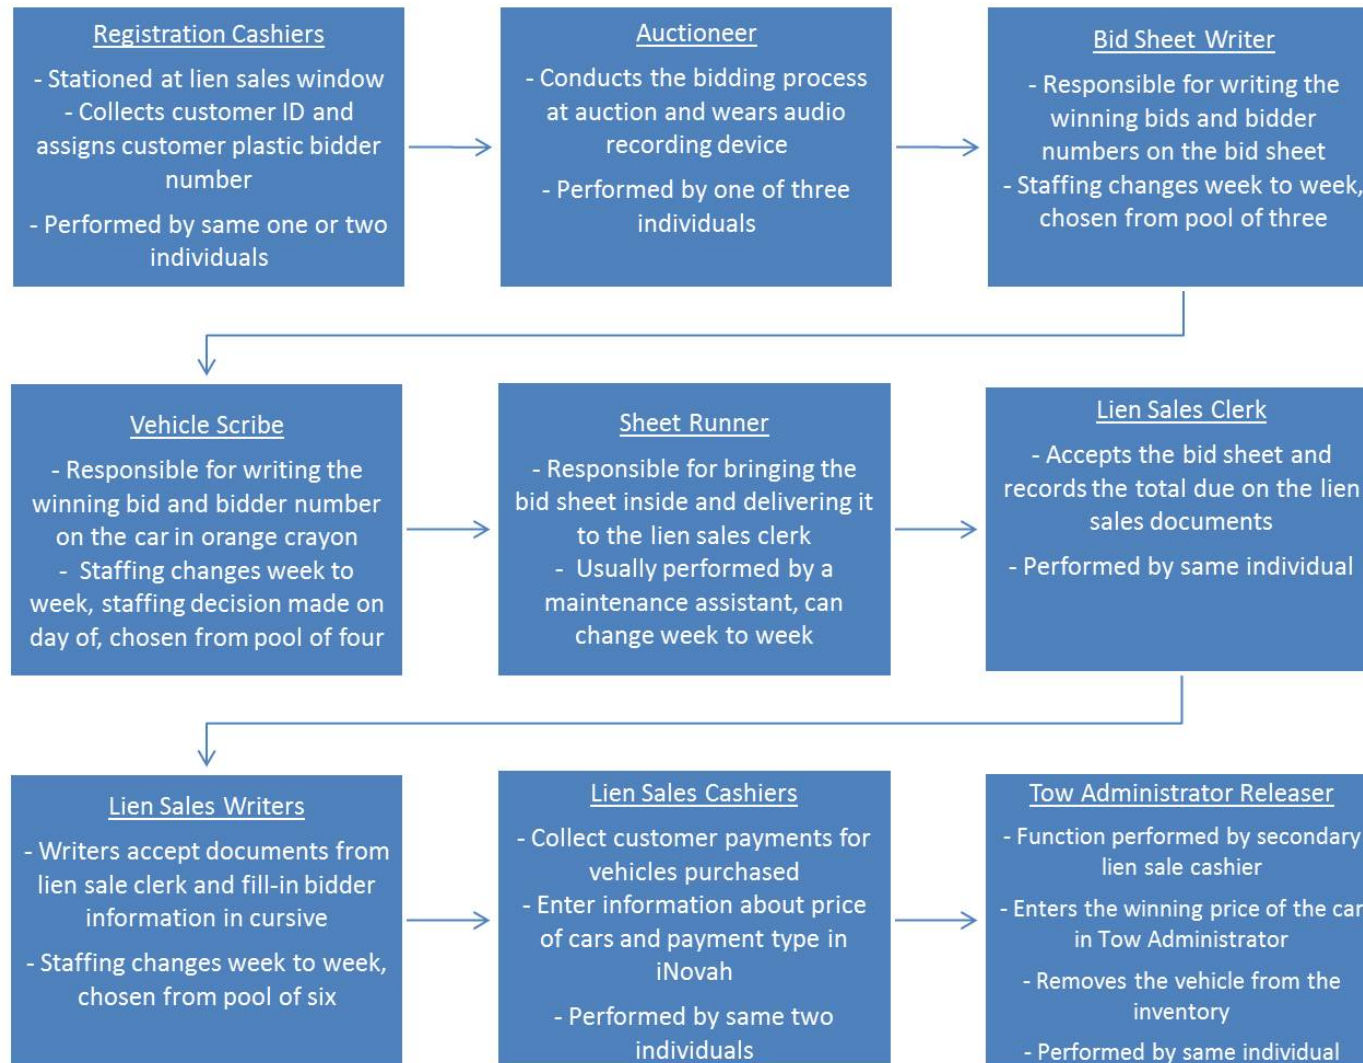 Registration Cashiers
- Stationed at lien sales window
- Collects customer ID and
assigns customer plastic bidder
number
- Performed by same one or two
individuals
Auctioneer
- Conducts the bidding process
at auction and wears audio
recording device
- Performed by one of three
individuals
Bid Sheet Writer
- Responsible for writing the
winning bids and bidder
numbers on the bid sheet
- Staffing changes week to week,
chosen from pool of three
Vehicle Scribe
- Responsible for writing the
winning bid and bidder number
on the car in orange crayon
- Staffing changes week to
week, staffing decision made on
day of, chosen from pool of four
Sheet Runner
- Responsible for bringing the
bid sheet inside and delivering it
to the lien sales clerk
- Usually performed by a
maintenance assistant, can
change week to week
Lien Sales Clerk
- Accepts the bid sheet and
records the total due on the lien
sales documents
- Performed by same individual
Lien Sales Writers
- Writers accept documents from
lien sale clerk and fill-in bidder
information in cursive
- Staffing changes week to week,
chosen from pool of six
Lien Sales Cashiers
- Collect customer payments for
vehicles purchased
- Enter information about price
of cars and payment type in
iNovah
- Performed by same two
individuals
Tow Administrator Releaser
- Function performed by secondary
lien sale cashier
- Enters the winning price of the car
in Tow Administrator
- Removes the vehicle from the
inventory
- Performed by same individual